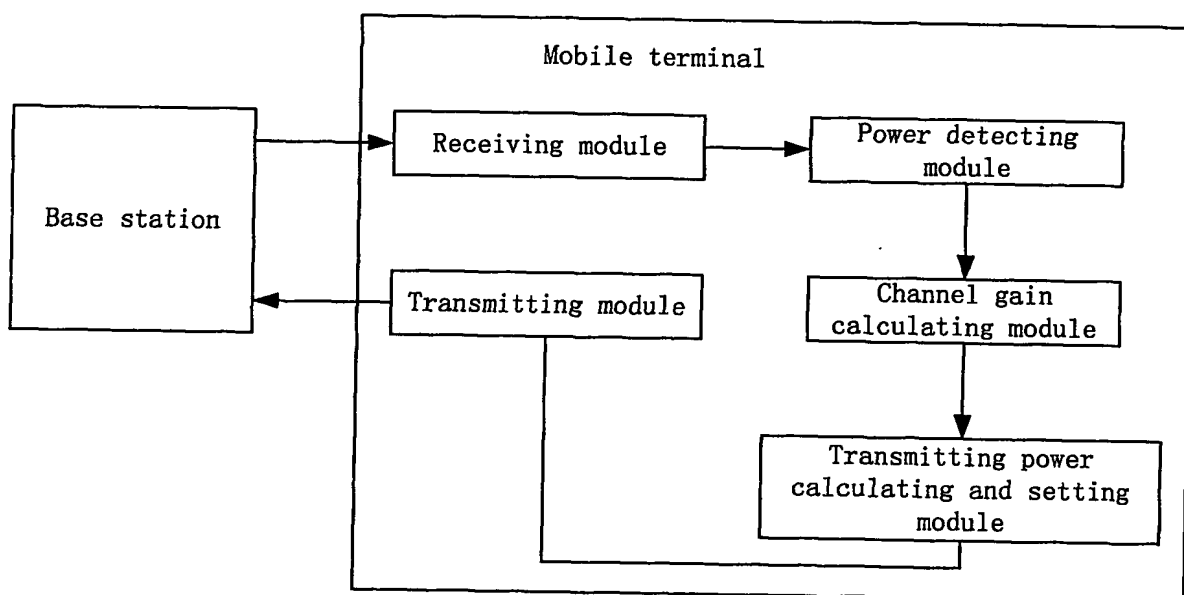 Mobile terminal
Base station
Receiving module
Power detecting
module
Transmitting module
Channel gain
calculating module
Transmitting power
calculating and setting
module